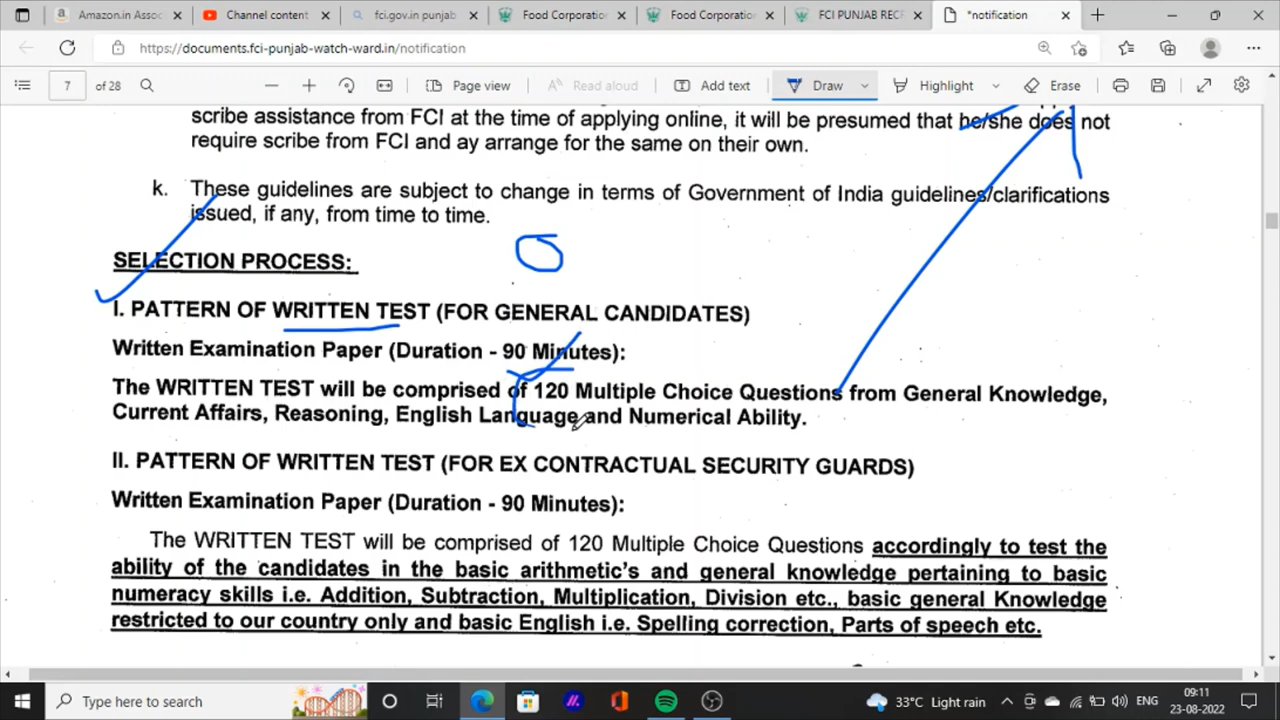 Amazon.in Assoc
Channel content
fci.gov.in punjab
Food Corporation
Food Corporation
FCI PUNJAB RECR
*notification
https://documents.fci-punjab-watch-ward.in/notification
7 of 28
Page view
Read aloud
Add text
Draw
Highlight
Erase
scribe assistance from FCI at the time of applying online, it will be presumed that he/she does not
require scribe from FCI and ay arrange for the same on their own.
k. These guidelines are subject to change in terms of Government of India guidelines/clarifications
issued, if any, from time to time.
SELECTION PROCESS:
I. PATTERN OF WRITTEN TEST (FOR GENERAL CANDIDATES)
Written Examination Paper (Duration - 90 Minutes):
The WRITTEN TEST will be comprised of 120 Multiple Choice Questions from General Knowledge,
Current Affairs, Reasoning, English Language and Numerical Ability.
II. PATTERN OF WRITTEN TEST (FOR EX CONTRACTUAL SECURITY GUARDS)
Written Examination Paper (Duration - 90 Minutes):
The WRITTEN TEST will be comprised of 120 Multiple Choice Questions accordingly to test the
ability of the candidates in the basic arithmetic's and general knowledge pertaining to basic
numeracy skills i.e. Addition, Subtraction, Multiplication, Division etc., basic general Knowledge
restricted to our country only and basic English i.e. Spelling correction, Parts of speech etc.
Type here to search
33°C Light rain
ENG
09:11
23-08-2022